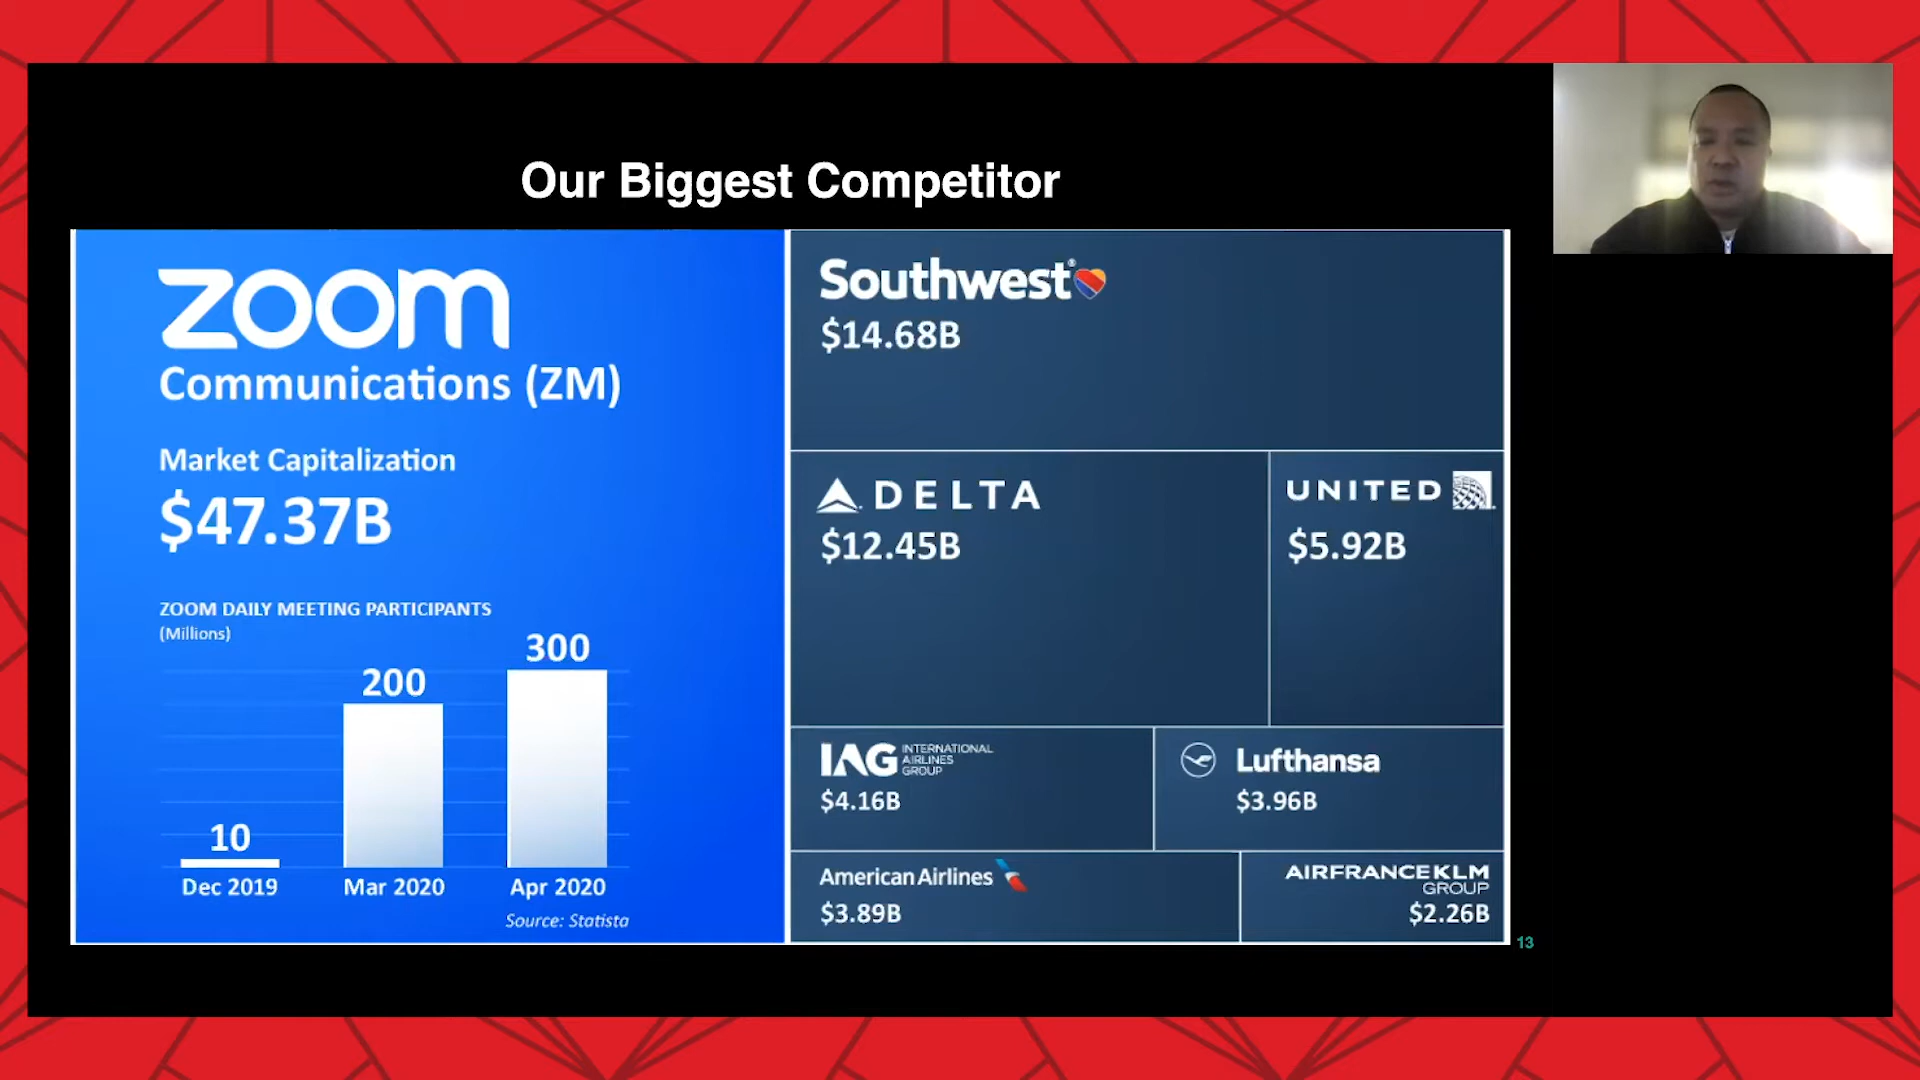 Our Biggest Competitor
zoom
Communications (ZM)
Market Capitalization
$47.37B
ZOOM DAILY MEETING PARTICIPANTS
(Millions)
10
200
300
Dec 2019
Mar 2020
Apr 2020
Source: Statista
Southwest®
$14.68B
DELTA
$12.45B
UNITED
$5.92B
IAG INTERNATIONAL
AIRLINES
GROUP
$4.16B
Lufthansa
$3.96B
American Airlines
$3.89B
AIRFRANCE KLM
GROUP
$2.26B
13